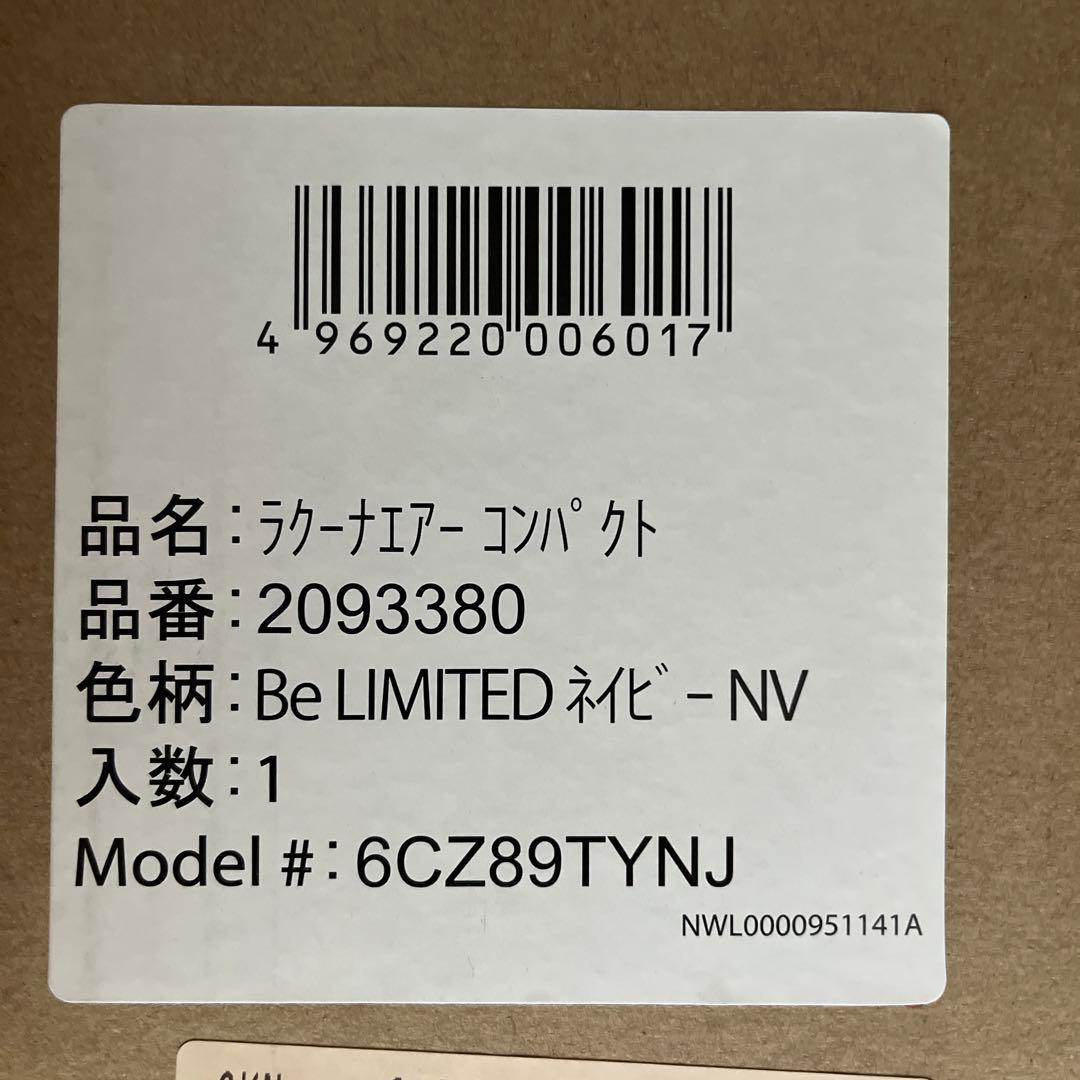 4 969220 006017
品名：ﾗｸｰﾅｴｱｰ ｺﾝﾊﾟｸﾄ
品番：2093380
色柄：Be LIMITED ﾈｲﾋﾞｰ NV
入数：1
Model #：6CZ89TYNJ
NWL0000951141A